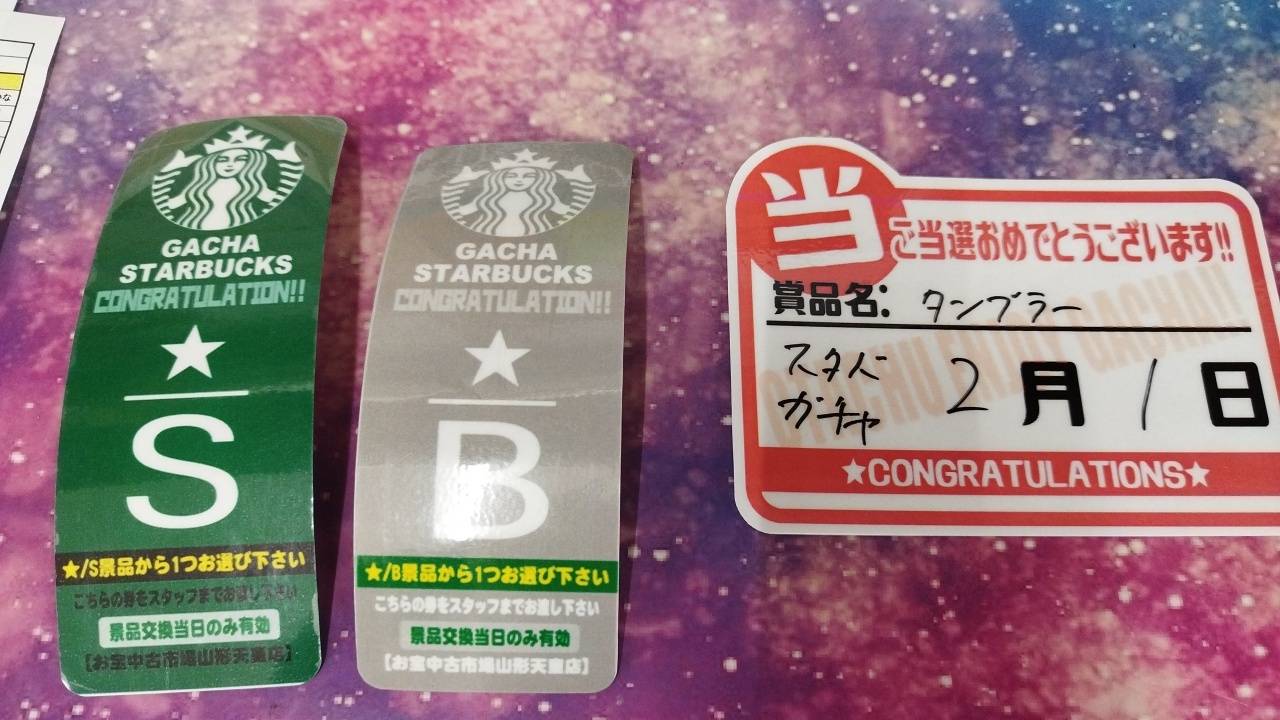 GACHA
STARBUCKS
CONGRATULATION!!
★
S
★/S景品から1つお選び下さい
こちらの券をスタッフまでお渡し下さい
景品交換当日のみ有効
【お宝中古市場山形天童店】
GACHA
STARBUCKS
CONGRATULATION!!
★
B
★/B景品から1つお選び下さい
こちらの券をスタッフまでお渡し下さい
景品交換当日のみ有効
【お宝中古市場山形天童店】
当
ご当選おめでとうございます!!
賞品名: タンブラー
スタバ
ガチャ
2月1日
★CONGRATULATIONS★